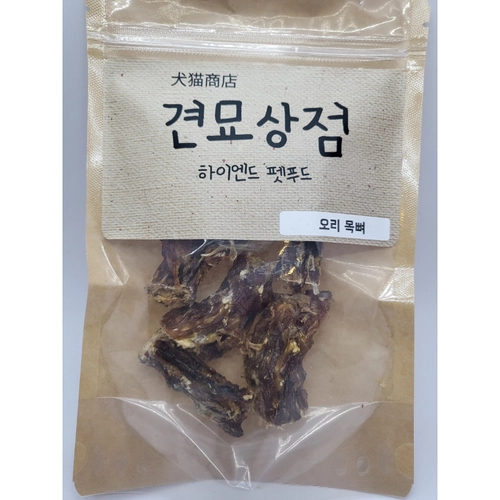 犬猫商店
견묘상점
하이엔드 펫푸드
오리 목뼈